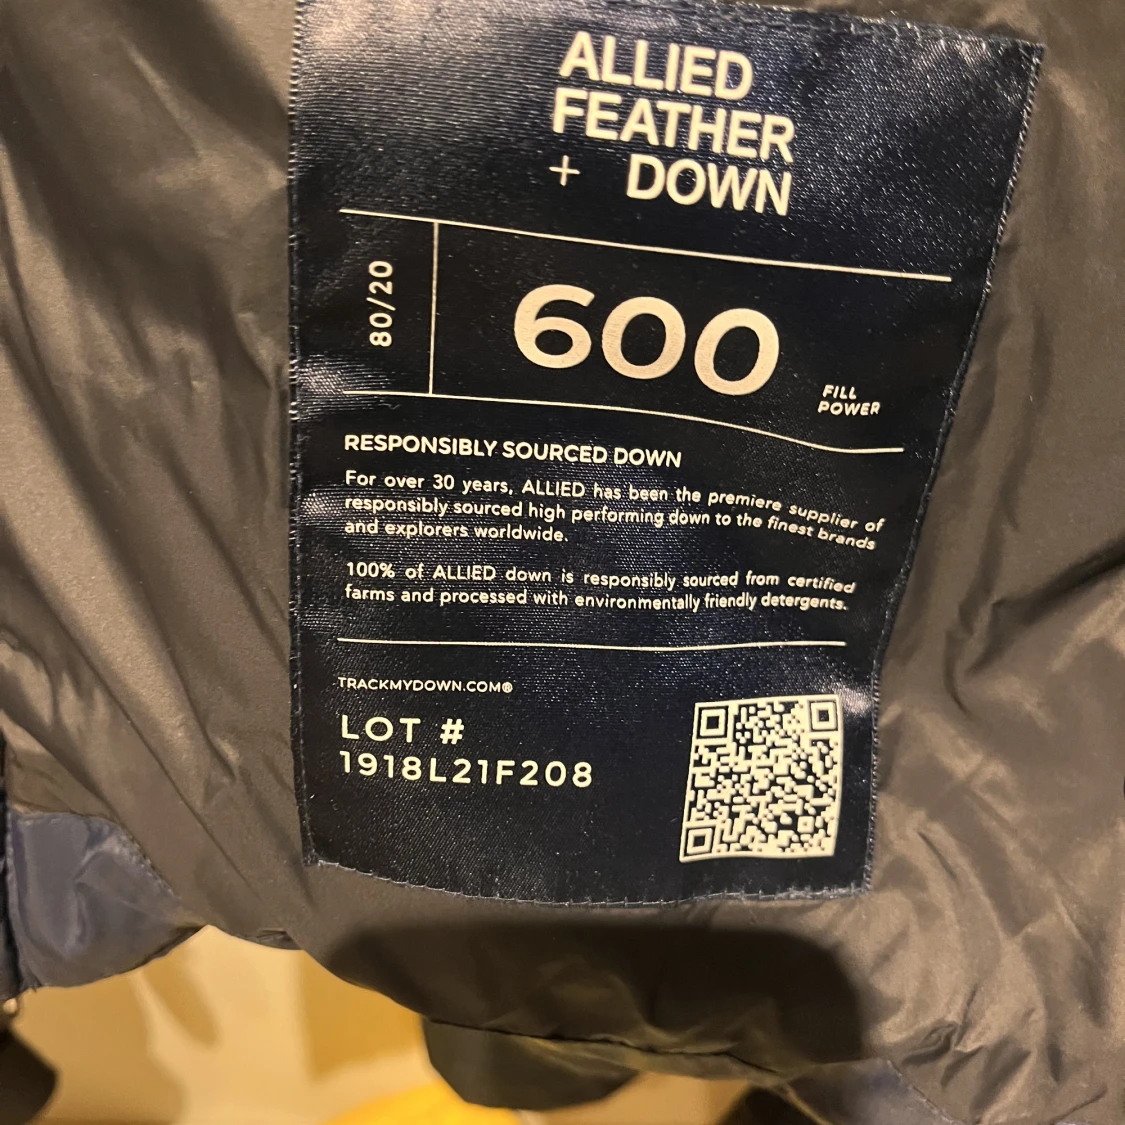 ALLIED
FEATHER
+ DOWN
80/20
600
FILL
POWER
RESPONSIBLY SOURCED DOWN
For over 30 years, ALLIED has been the premiere supplier of
responsibly sourced high performing down to the finest brands
and explorers worldwide.
100% of ALLIED down is responsibly sourced from certified
farms and processed with environmentally friendly detergents.
TRACKMYDOWN.COM®
LOT #
1918L21F208